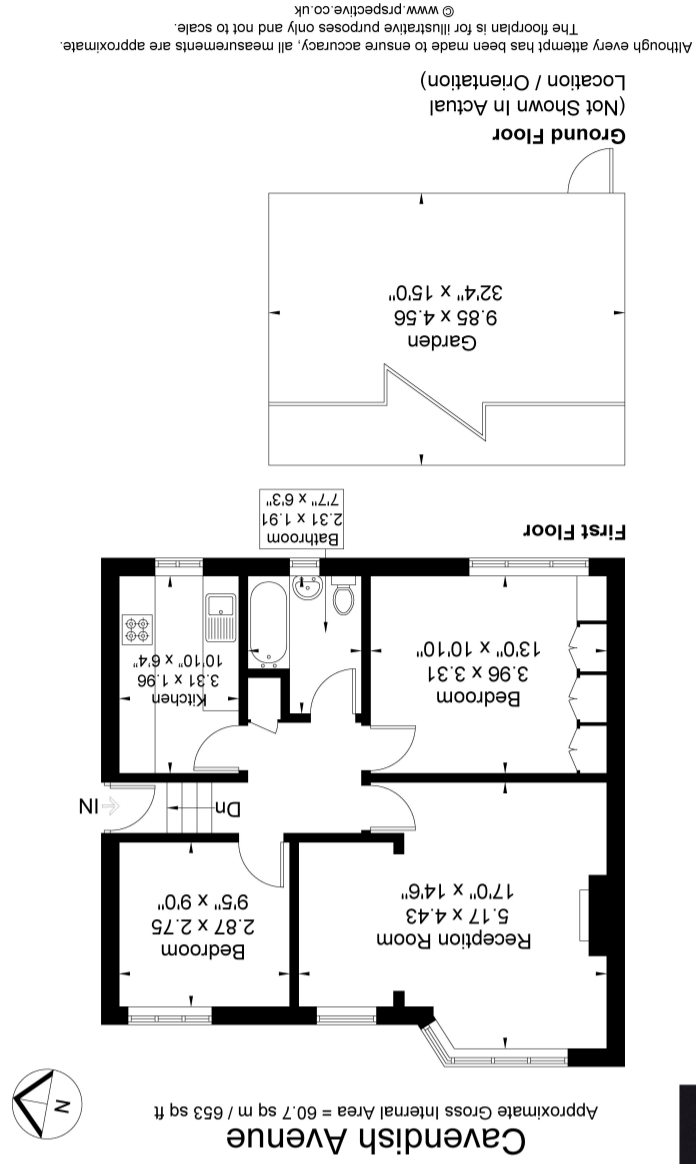 Cavendish Avenue
Approximate Gross Internal Area = 60.7 sq m / 653 sq ft
N
Reception Room
5.17 x 4.43
17'0" x 14'6"
Bedroom
2.87 x 2.75
9'5" x 9'0"
Dn
IN
Bedroom
3.96 x 3.31
13'0" x 10'10"
Kitchen
3.31 x 1.96
10'10" x 6'4"
Bathroom
2.31 x 1.91
7'7" x 6'3"
First Floor
Garden
9.85 x 4.56
32'4" x 15'0"
Ground Floor
(Not Shown In Actual
Location / Orientation)
Although every attempt has been made to ensure accuracy, all measurements are approximate.
The floorplan is for illustrative purposes only and not to scale.
© www.prspective.co.uk